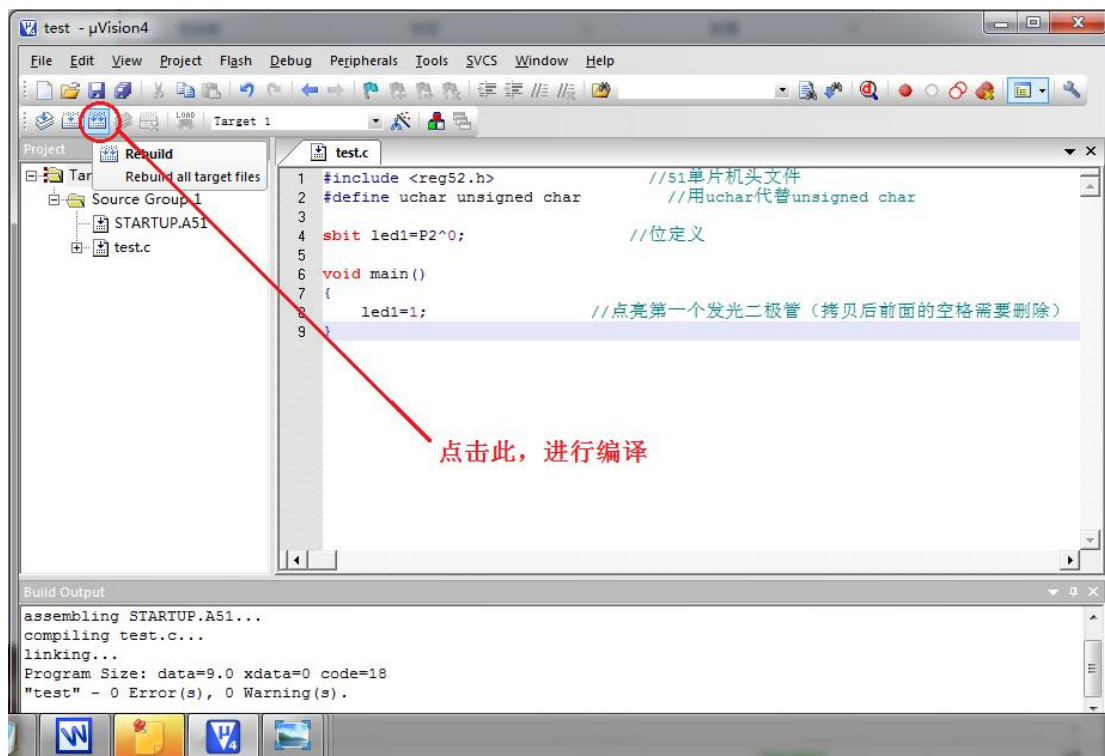 test - µVision4
File Edit View Project Flash Debug Peripherals Tools SVCS Window Help
LOAD Target 1
Project
Rebuild
Rebuild all target files
Tar
Source Group 1
STARTUP.A51
test.c
test.c
1 #include <reg52.h> //51单片机头文件
2 #define uchar unsigned char //用uchar代替unsigned char
3
4 sbit led1=P2^0; //位定义
5
6 void main()
7 {
8 led1=1; //点亮第一个发光二极管（拷贝后前面的空格需要删除）
9 }
点击此，进行编译
Build Output
assembling STARTUP.A51...
compiling test.c...
linking...
Program Size: data=9.0 xdata=0 code=18
"test" - 0 Error(s), 0 Warning(s).